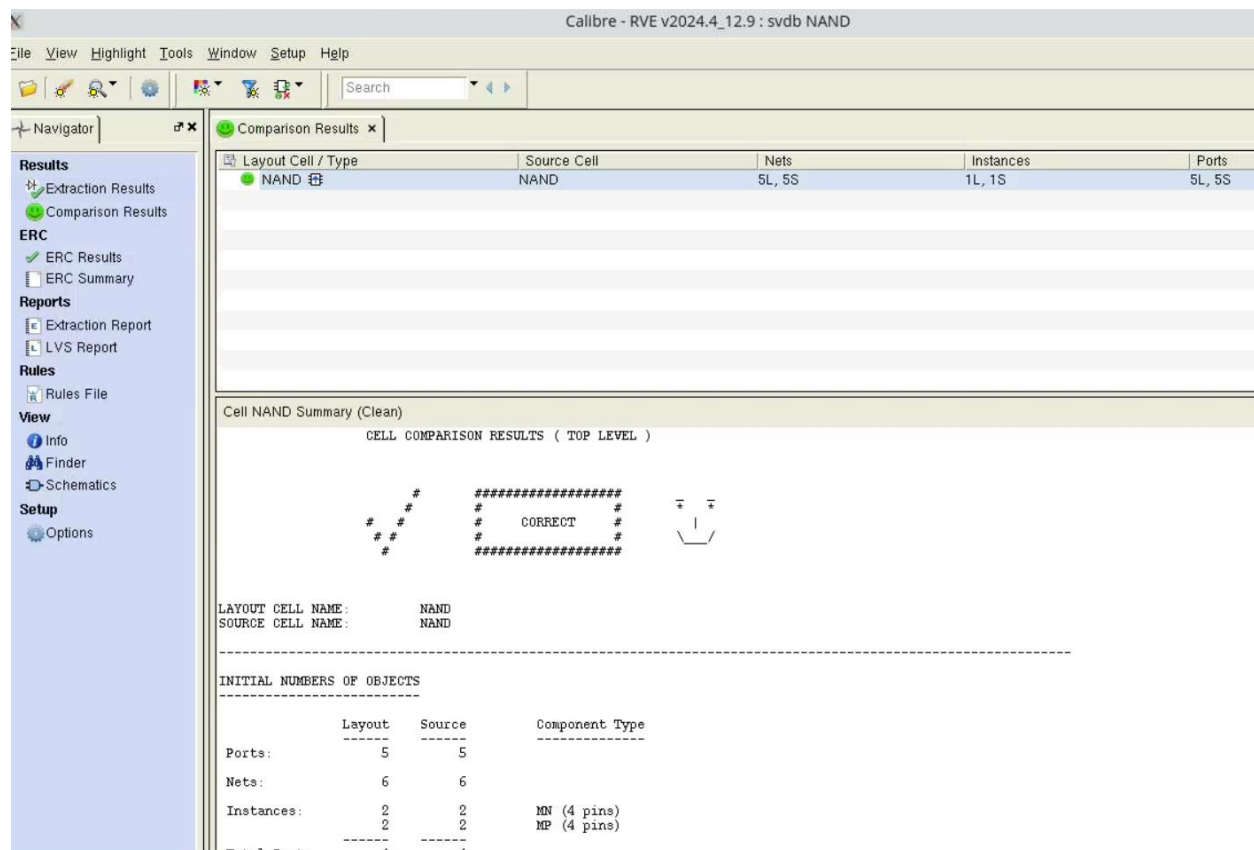 Calibre - RVE v2024.4_12.9 : svdb NAND
File View Highlight Tools Window Setup Help
Search
Navigator
Comparison Results
Results
Extraction Results
Comparison Results
ERC
ERC Results
ERC Summary
Reports
Extraction Report
LVS Report
Rules
Rules File
View
Info
Finder
Schematics
Setup
Options
Layout Cell / Type Source Cell Nets Instances Ports
NAND NAND 5L, 5S 1L, 1S 5L, 5S
Cell NAND Summary (Clean)
CELL COMPARISON RESULTS ( TOP LEVEL )
# ################### _ _
# # # * *
# # # CORRECT # |
# # # # \___/
# ###################
LAYOUT CELL NAME: NAND
SOURCE CELL NAME: NAND
INITIAL NUMBERS OF OBJECTS
Layout Source Component Type
Ports: 5 5
Nets: 6 6
Instances: 2 2 MN (4 pins)
2 2 MP (4 pins)